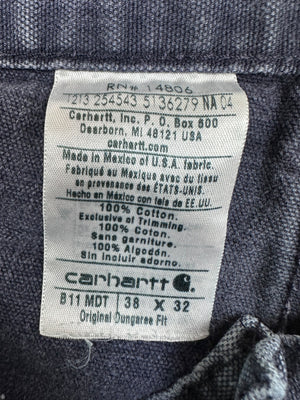 RN# 14806
1213 254543 5136279 NA 04
Carhartt, Inc. P. O. Box 600
Dearborn, MI 48121 USA
carhartt.com
Made in Mexico of U.S.A. fabric.
Fabriqué au Mexique avec du tissu
en provenance des ÉTATS-UNIS.
Hecho en México con tela de EE.UU.
100% Cotton.
Exclusive of Trimming.
100% Coton.
Sans garniture.
100% Algodón.
Sin incluir accesorios.
carhartt
B11 MDT 38 X 32
Original Dungaree Fit